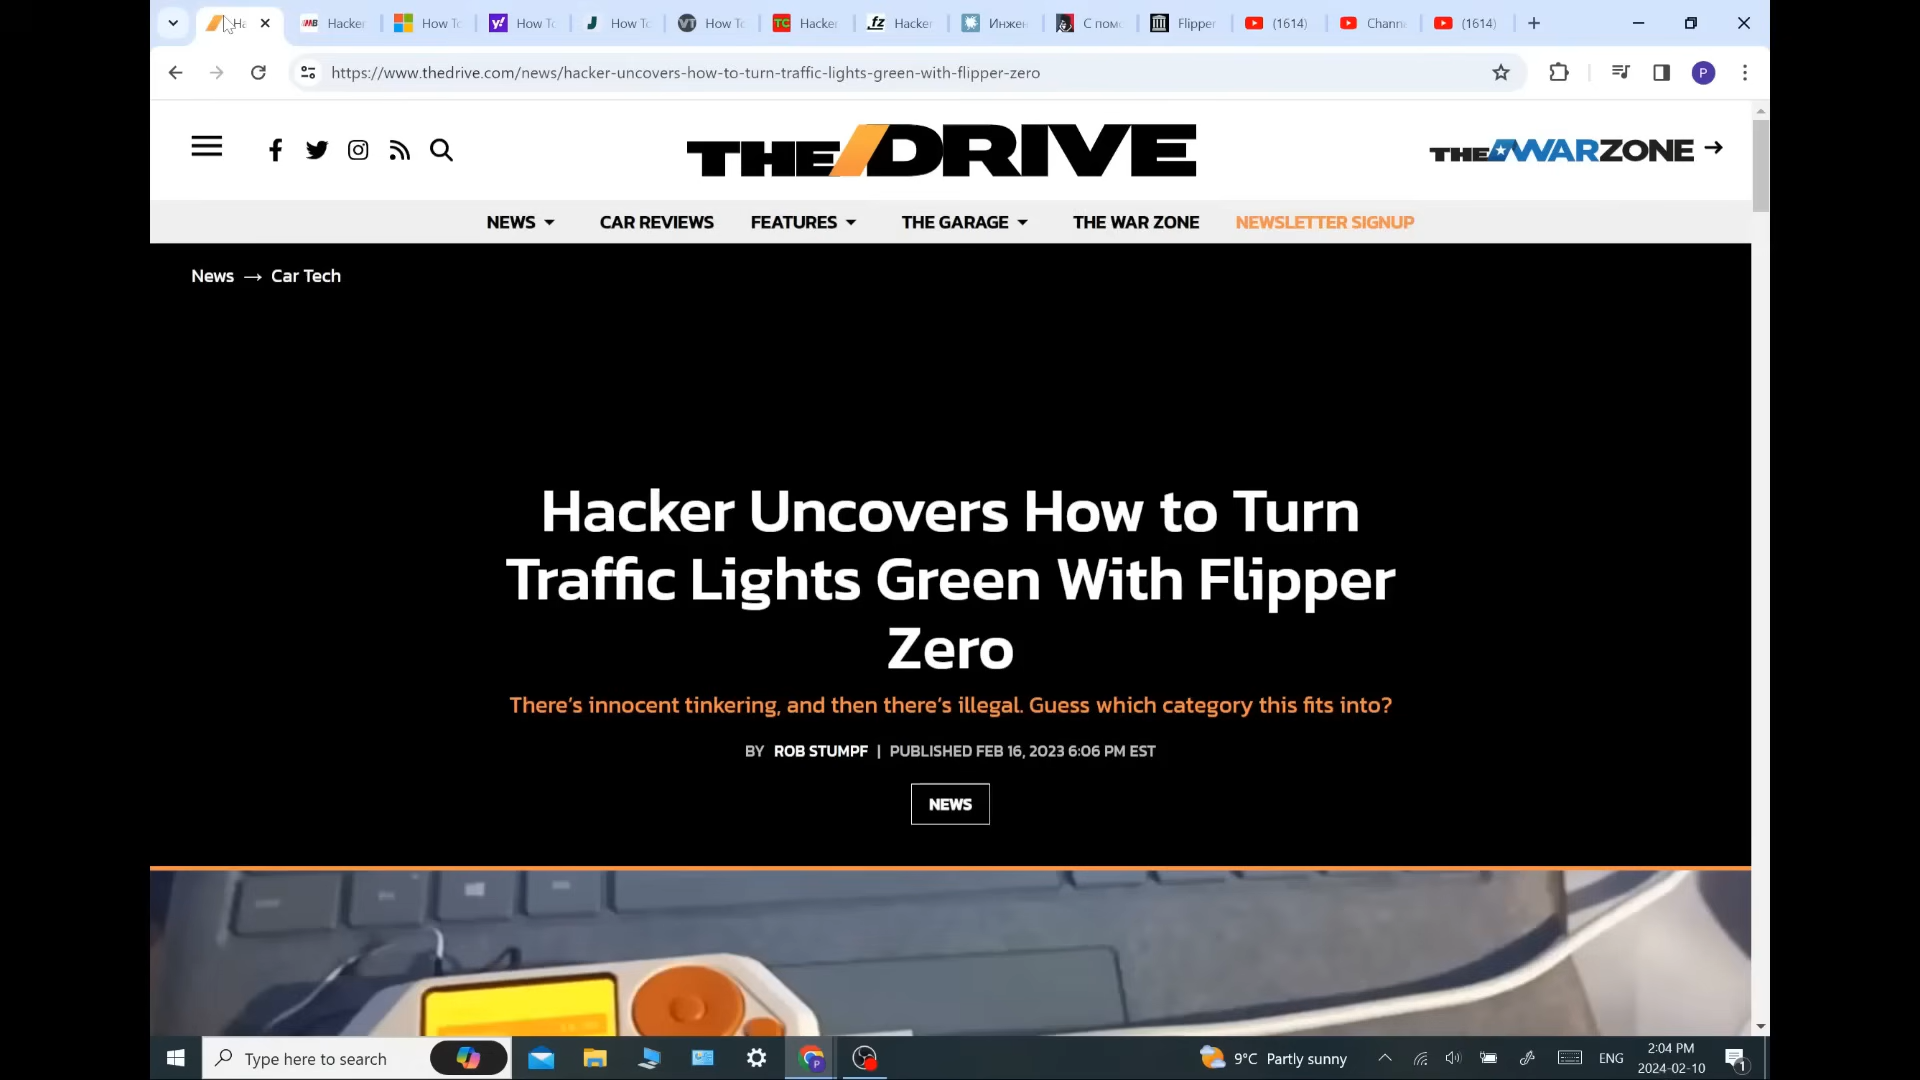 Ha
Hacker
How To
How To
How To
How To
Hacker
Hacker
Инжен
С пом
Flipper
(1614)
Chann
(1614)
https://www.thedrive.com/news/hacker-uncovers-how-to-turn-traffic-lights-green-with-flipper-zero
P
THE DRIVE
THE WARZONE →
NEWS
CAR REVIEWS
FEATURES
THE GARAGE
THE WAR ZONE
NEWSLETTER SIGNUP
News → Car Tech
Hacker Uncovers How to Turn
Traffic Lights Green With Flipper
Zero
There's innocent tinkering, and then there's illegal. Guess which category this fits into?
BY ROB STUMPF | PUBLISHED FEB 16, 2023 6:06 PM EST
NEWS
Type here to search
9°C Partly sunny
ENG
2:04 PM
2024-02-10
1